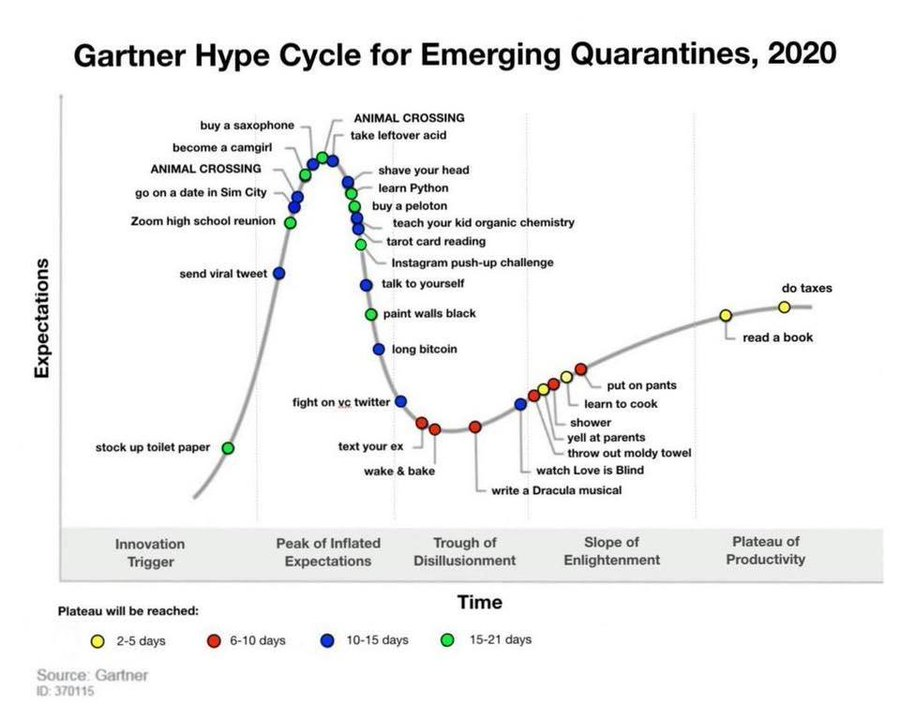 Gartner Hype Cycle for Emerging Quarantines, 2020
Expectations
buy a saxophone
become a camgirl
ANIMAL CROSSING
go on a date in Sim City
Zoom high school reunion
send viral tweet
stock up toilet paper
ANIMAL CROSSING
take leftover acid
shave your head
learn Python
buy a peloton
teach your kid organic chemistry
tarot card reading
Instagram push-up challenge
talk to yourself
paint walls black
long bitcoin
fight on vc twitter
text your ex
wake & bake
write a Dracula musical
watch Love is Blind
throw out moldy towel
yell at parents
shower
learn to cook
put on pants
read a book
do taxes
Innovation
Trigger
Peak of Inflated
Expectations
Trough of
Disillusionment
Slope of
Enlightenment
Plateau of
Productivity
Time
Plateau will be reached:
2-5 days
6-10 days
10-15 days
15-21 days
Source: Gartner
ID: 370115